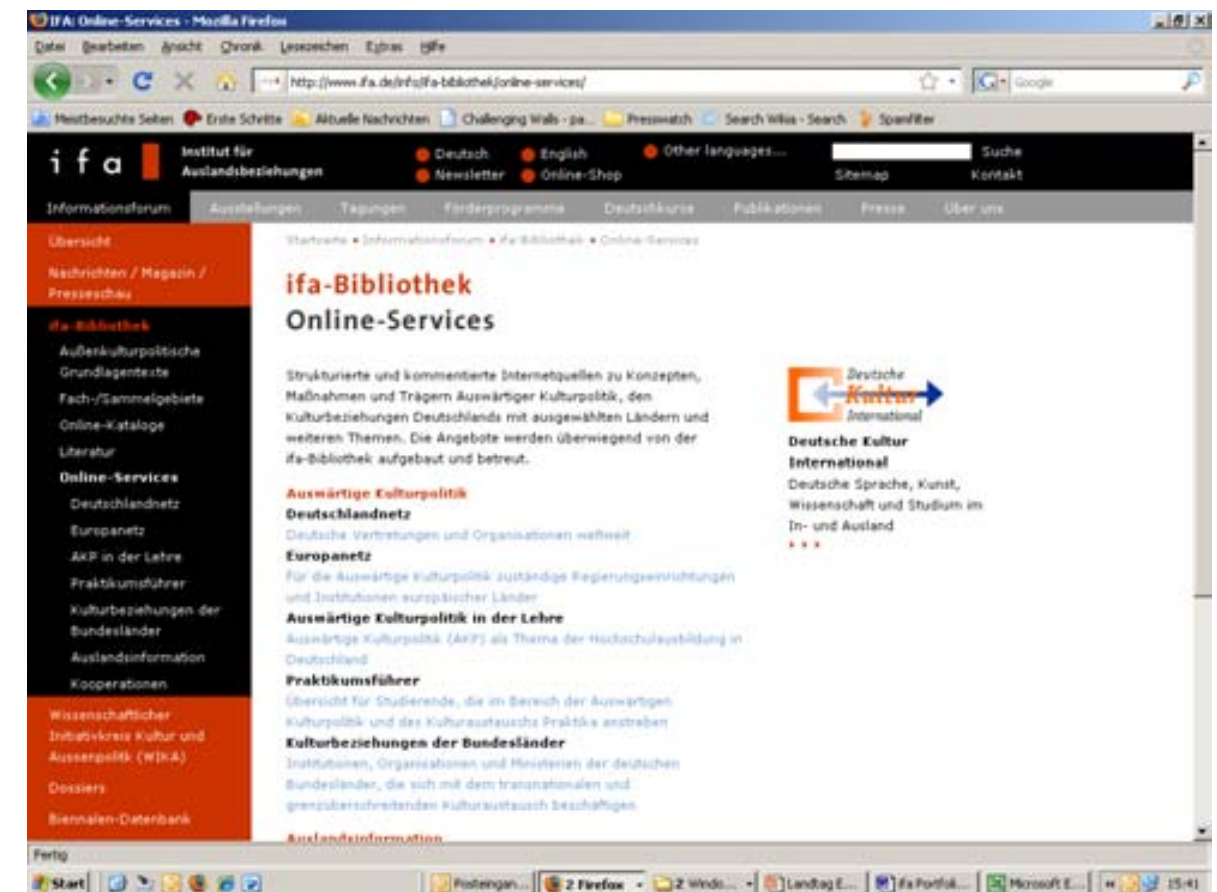 IFA: Online-Services - Mozilla Firefox
Datei Bearbeiten Ansicht Chronik Lesezeichen Extras Hilfe
http://www.ifa.de/info/ifa-bibliothek/online-services/
Google
Meistbesuchte Seiten Erste Schritte Aktuelle Nachrichten Challenging Walls - pa... Presswatch Search Wikia - Search Spamfilter
ifa Institut für Auslandsbeziehungen
Deutsch English Other languages... Suche
Newsletter Online-Shop Sitemap Kontakt
Informationsforum Ausstellungen Tagungen Förderprogramme Deutschkurse Publikationen Presse Über uns
Übersicht
Nachrichten / Magazin /
Presseschau
ifa-Bibliothek
Außenkulturpolitische
Grundlagentexte
Fach-/Sammelgebiete
Online-Kataloge
Literatur
Online-Services
Deutschlandnetz
Europanetz
AKP in der Lehre
Praktikumsführer
Kulturbeziehungen der
Bundesländer
Auslandsinformation
Kooperationen
Wissenschaftlicher
Initiativkreis Kultur und
Aussenpolitk (WIKA)
Dossiers
Biennalen-Datenbank
Startseite • Informationsforum • ifa-Bibliothek • Online-Services
ifa-Bibliothek
Online-Services
Strukturierte und kommentierte Internetquellen zu Konzepten,
Maßnahmen und Trägern Auswärtiger Kulturpolitik, den
Kulturbeziehungen Deutschlands mit ausgewählten Ländern und
weiteren Themen. Die Angebote werden überwiegend von der
ifa-Bibliothek aufgebaut und betreut.
Auswärtige Kulturpolitik
Deutschlandnetz
Deutsche Vertretungen und Organisationen weltweit
Europanetz
Für die Auswärtige Kulturpolitik zuständige Regierungseinrichtungen
und Institutionen europäischer Länder
Auswärtige Kulturpolitik in der Lehre
Auswärtige Kulturpolitik (AKP) als Thema der Hochschulausbildung in
Deutschland
Praktikumsführer
Übersicht für Studierende, die im Bereich der Auswärtigen
Kulturpolitik und des Kulturaustauschs Praktika anstreben
Kulturbeziehungen der Bundesländer
Institutionen, Organisationen und Ministerien der deutschen
Bundesländer, die sich mit dem transnationalen und
grenzüberschreitenden Kulturaustausch beschäftigen
Auslandsinformation
Deutsche
Kultur
International
Deutsche Kultur
International
Deutsche Sprache, Kunst,
Wissenschaft und Studium im
In- und Ausland
Fertig
Start Posteingan... 2 Firefox 2 Windo... Landtag E... ifa Portfol... Microsoft E... 15:41